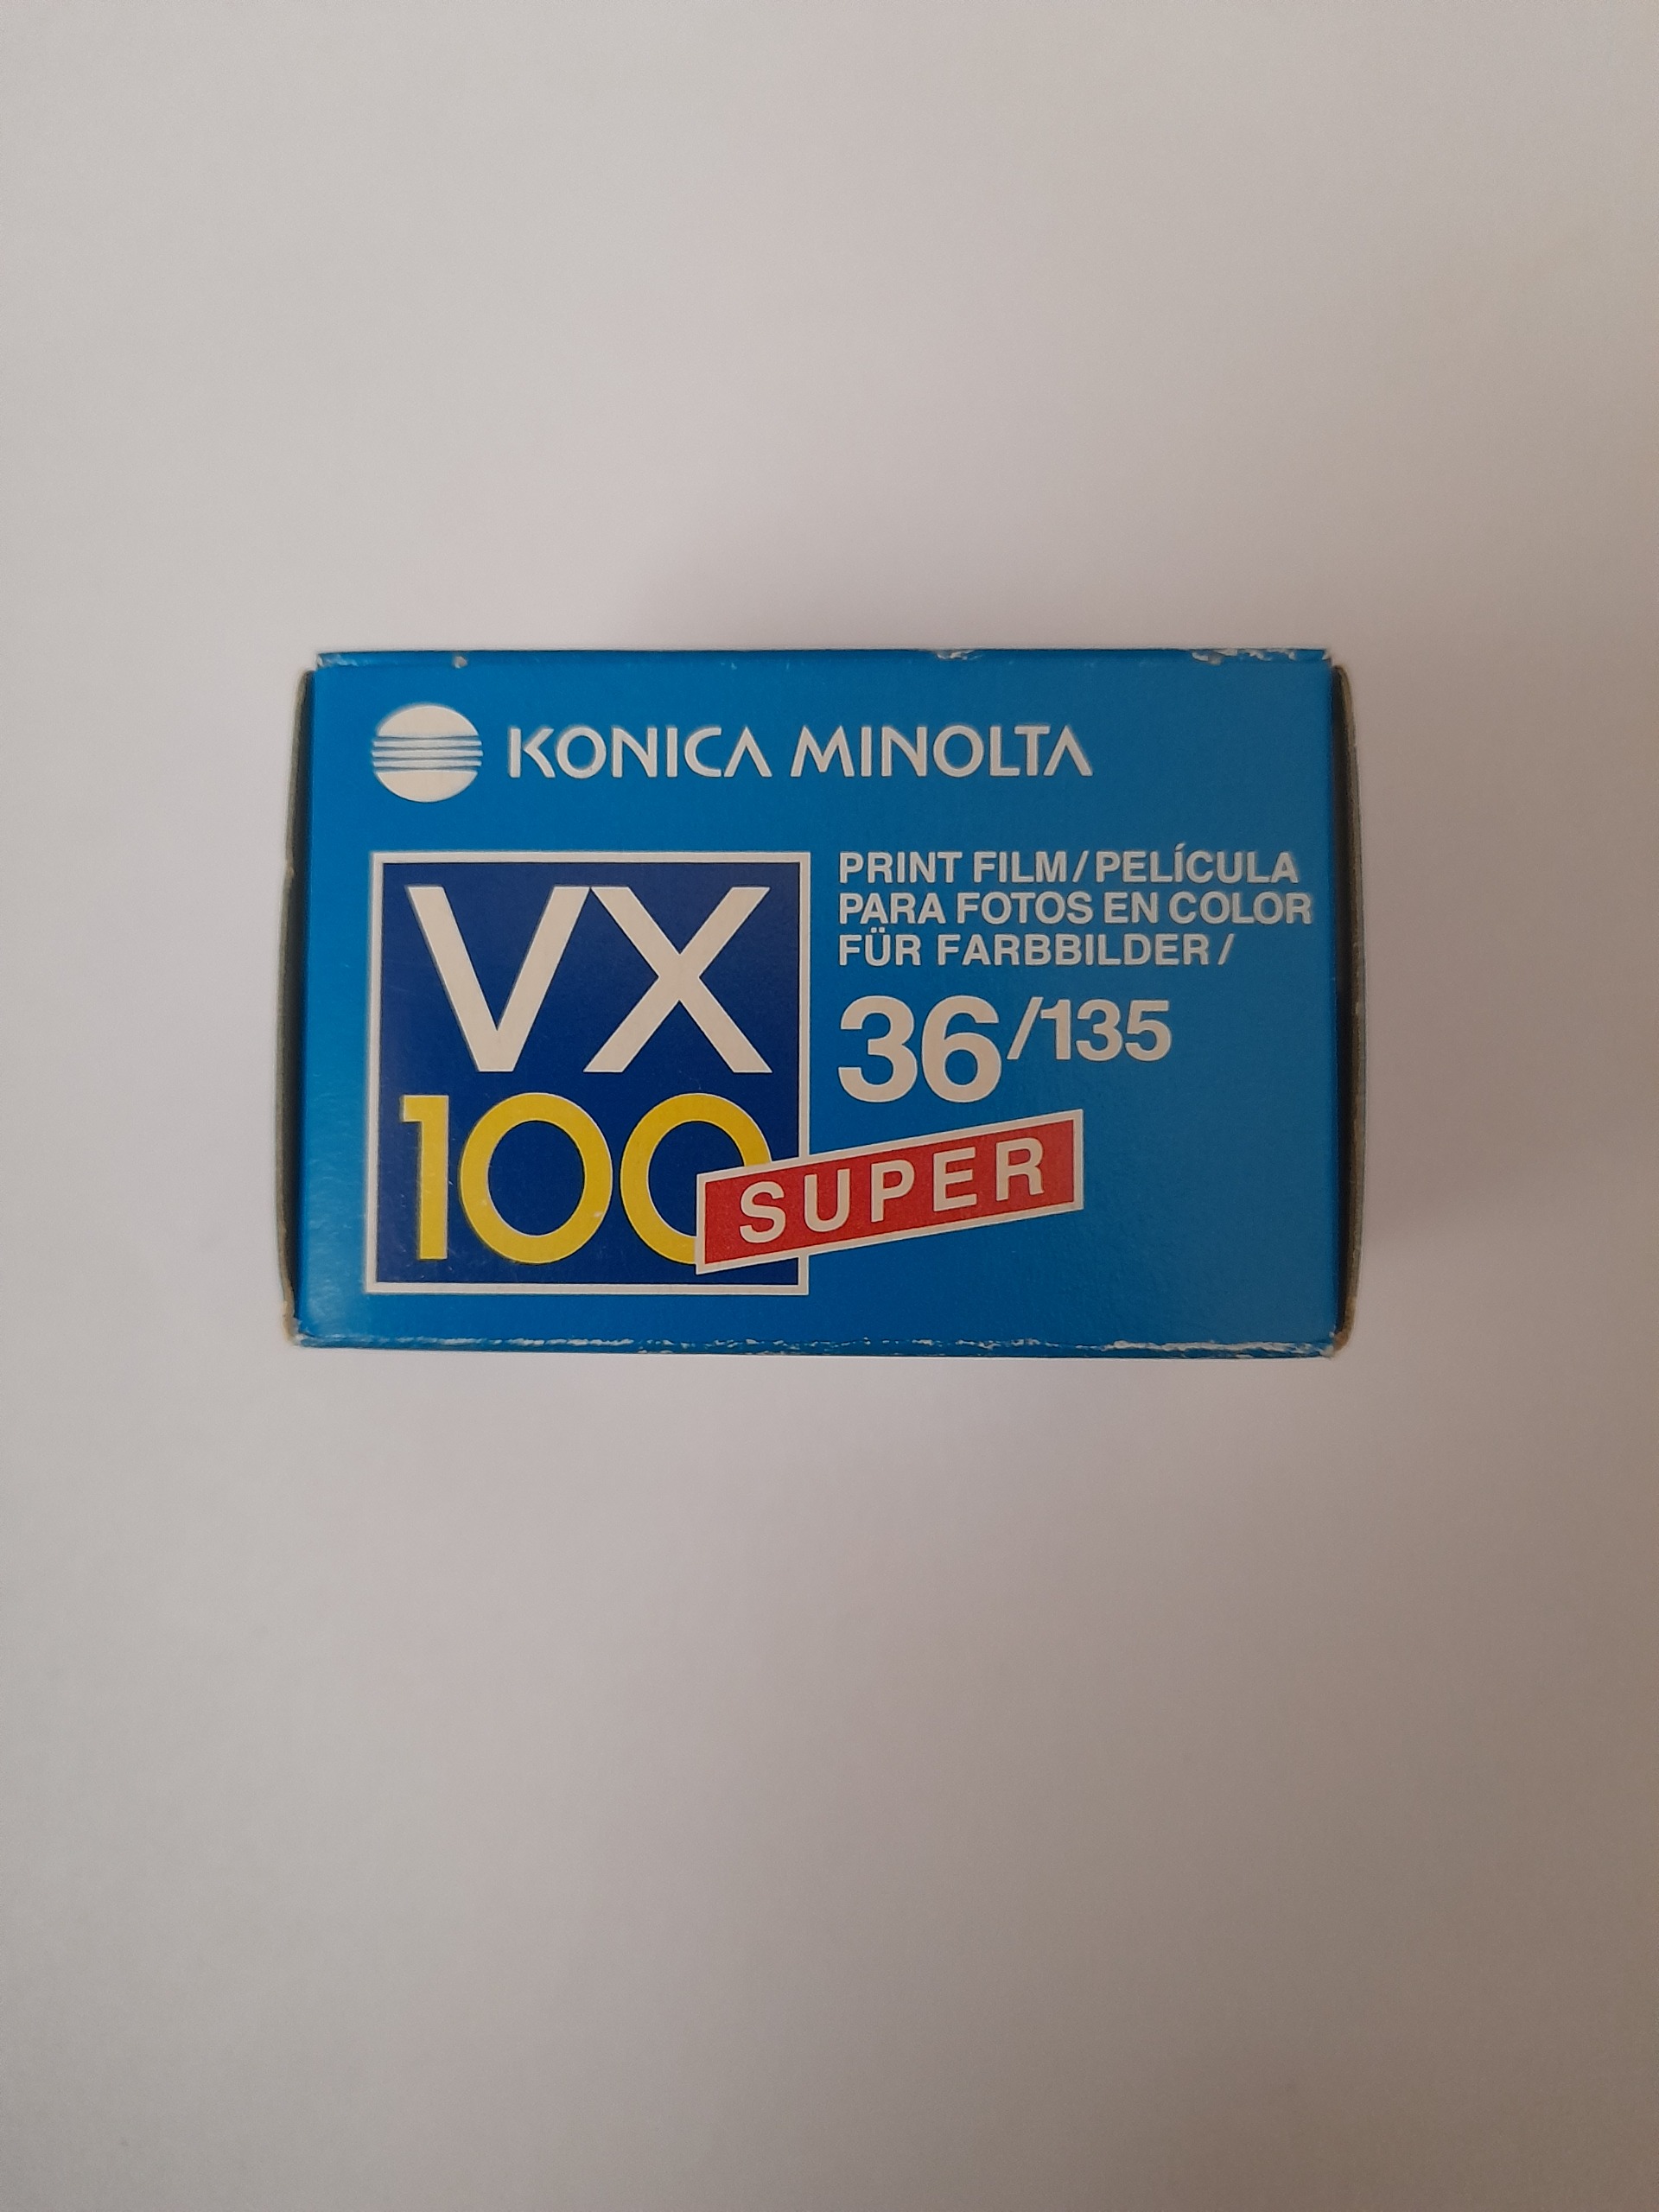 KONICA MINOLTA
VX
100
SUPER
PRINT FILM/PELÍCULA
PARA FOTOS EN COLOR
FÜR FARBBILDER/
36/135